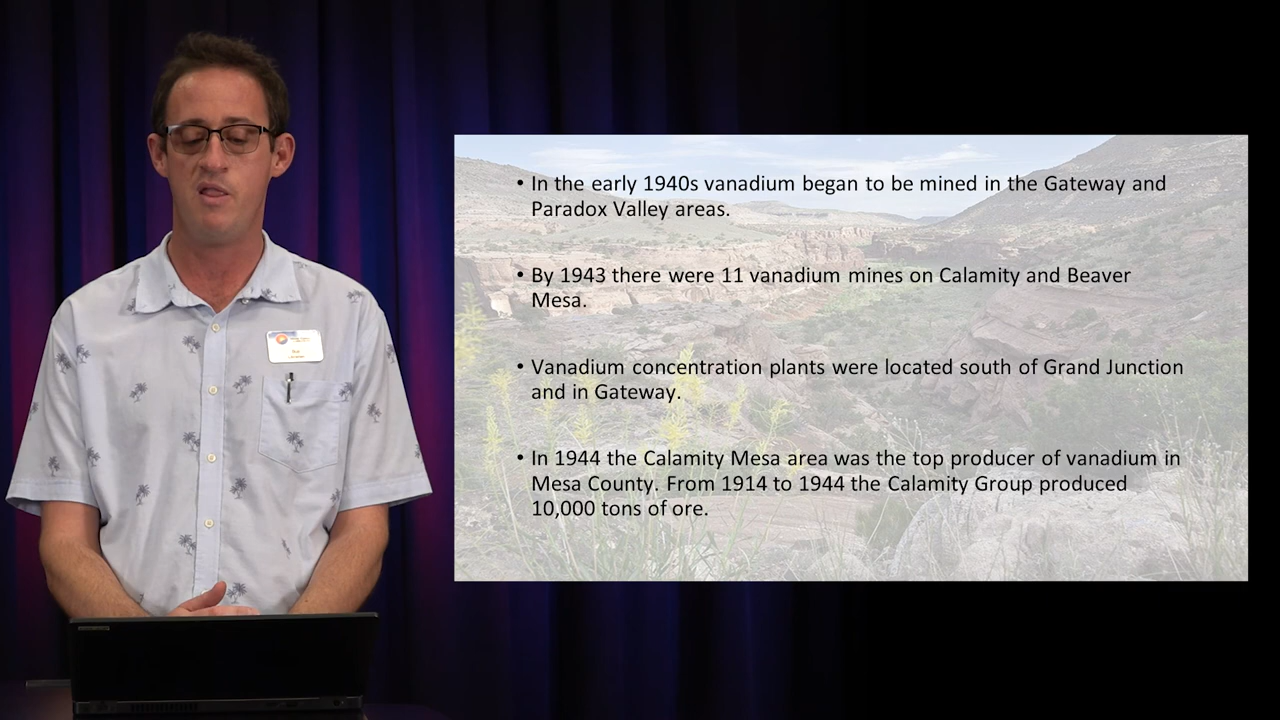 • In the early 1940s vanadium began to be mined in the Gateway and
Paradox Valley areas.
• By 1943 there were 11 vanadium mines on Calamity and Beaver
Mesa.
• Vanadium concentration plants were located south of Grand Junction
and in Gateway.
• In 1944 the Calamity Mesa area was the top producer of vanadium in
Mesa County. From 1914 to 1944 the Calamity Group produced
10,000 tons of ore.